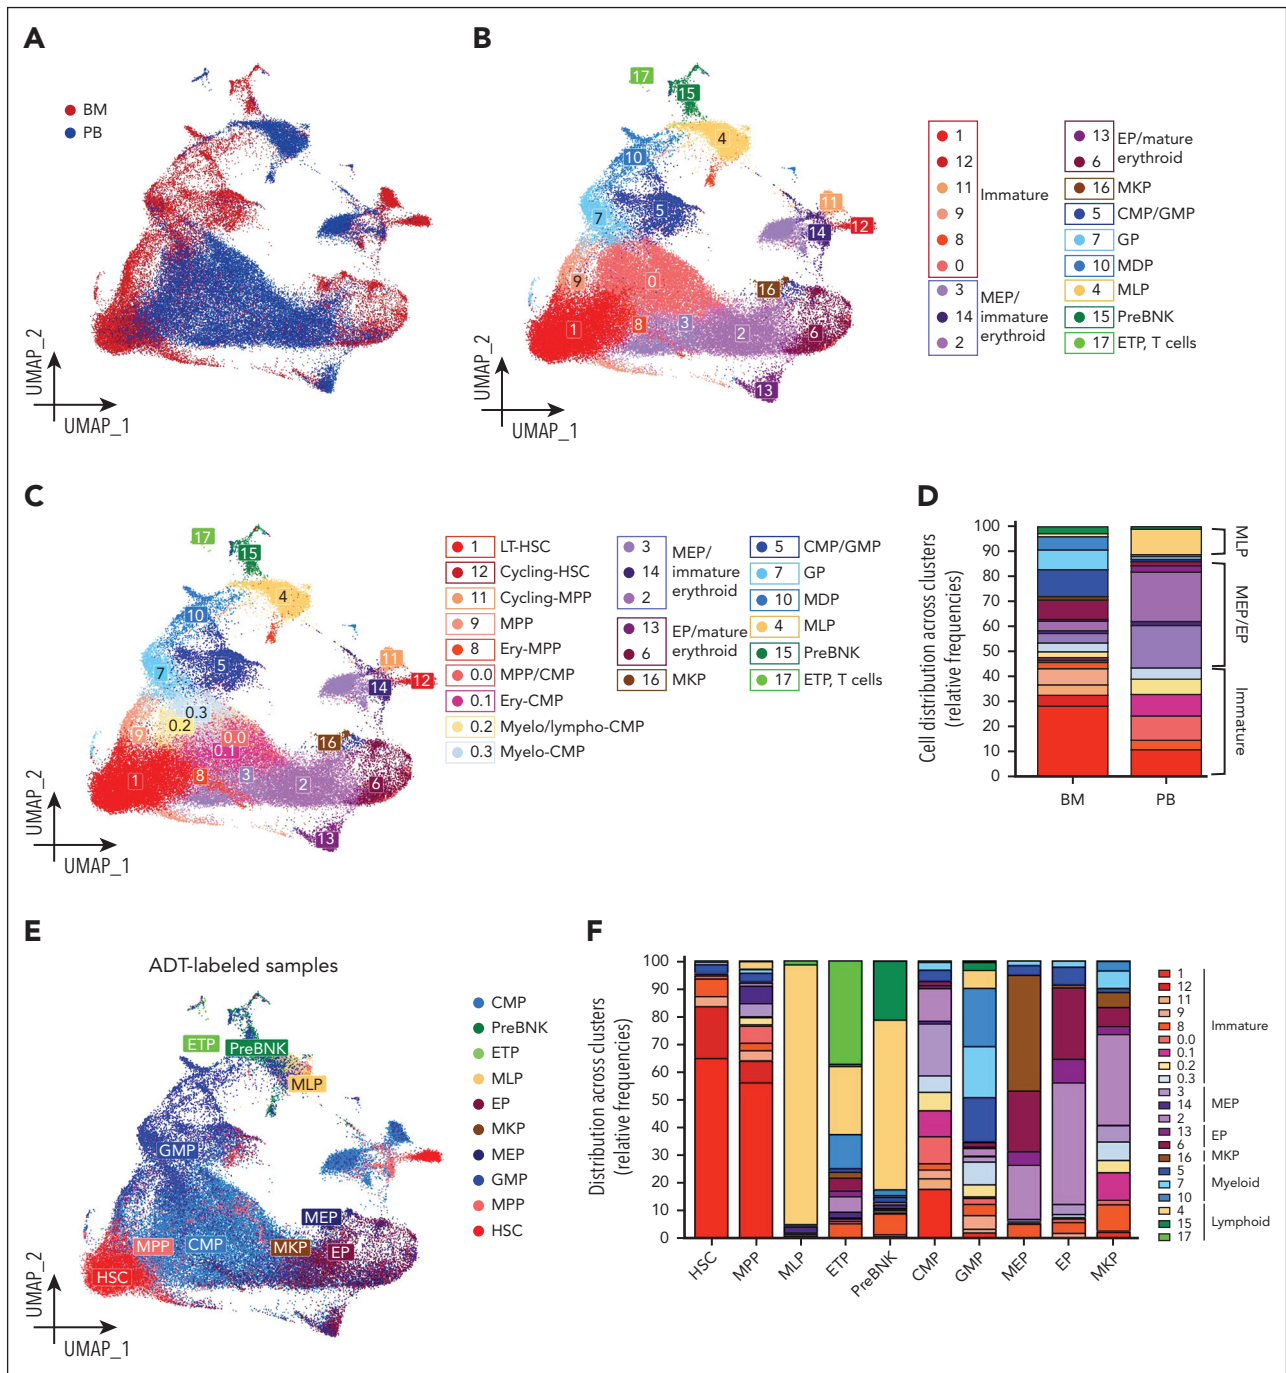 A
BM
PB
UMAP_2
UMAP_1
B
17
15
4
10
7
5
11
12
14
9
0
16
1
8
3
2
6
13
UMAP_2
UMAP_1
1
12
11
9
8
0
Immature
3
14
2
MEP/
immature
erythroid
13
6
EP/mature
erythroid
16 MKP
5 CMP/GMP
7 GP
10 MDP
4 MLP
15 PreBNK
17 ETP, T cells
C
17
15
4
10
7
5
11
12
14
0.3
0.2
9
0.0
0.1
16
1
8
3
2
6
13
UMAP_2
UMAP_1
1 LT-HSC
12 Cycling-HSC
11 Cycling-MPP
9 MPP
8 Ery-MPP
0.0 MPP/CMP
0.1 Ery-CMP
0.2 Myelo/lympho-CMP
0.3 Myelo-CMP
3
14
2
MEP/
immature
erythroid
13
6
EP/mature
erythroid
16 MKP
5 CMP/GMP
7 GP
10 MDP
4 MLP
15 PreBNK
17 ETP, T cells
D
Cell distribution across clusters
(relative frequencies)
100
90
80
70
60
50
40
30
20
10
0
BM
PB
MLP
MEP/EP
Immature
E
ADT-labeled samples
ETP
PreBNK
MLP
GMP
MEP
MPP
CMP
MKP
EP
HSC
UMAP_2
UMAP_1
CMP
PreBNK
ETP
MLP
EP
MKP
MEP
GMP
MPP
HSC
F
Distribution across clusters
(relative frequencies)
100
90
80
70
60
50
40
30
20
10
0
HSC
MPP
MLP
ETP
PreBNK
CMP
GMP
MEP
EP
MKP
1
12
11
9
8
0.0
0.1
0.2
0.3
3
14
2
13
6
16
5
7
10
4
15
17
Immature
MEP
EP
MKP
Myeloid
Lymphoid